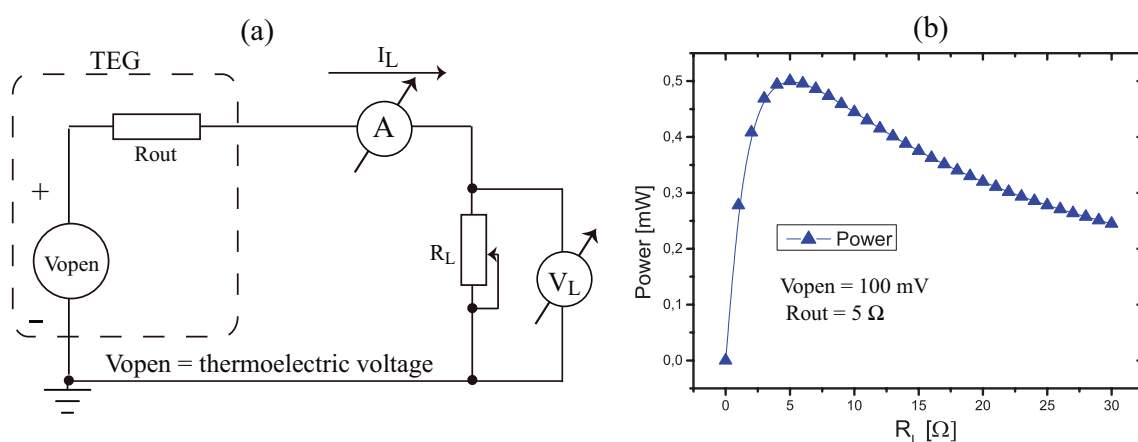 (a)
TEG
I_L
A
Rout
+
Vopen
-
R_L
V_L
Vopen = thermoelectric voltage
(b)
Power [mW]
0,5
0,4
0,3
0,2
0,1
0,0
Power
Vopen = 100 mV
Rout = 5 Ω
0 5 10 15 20 25 30
R_L [Ω]